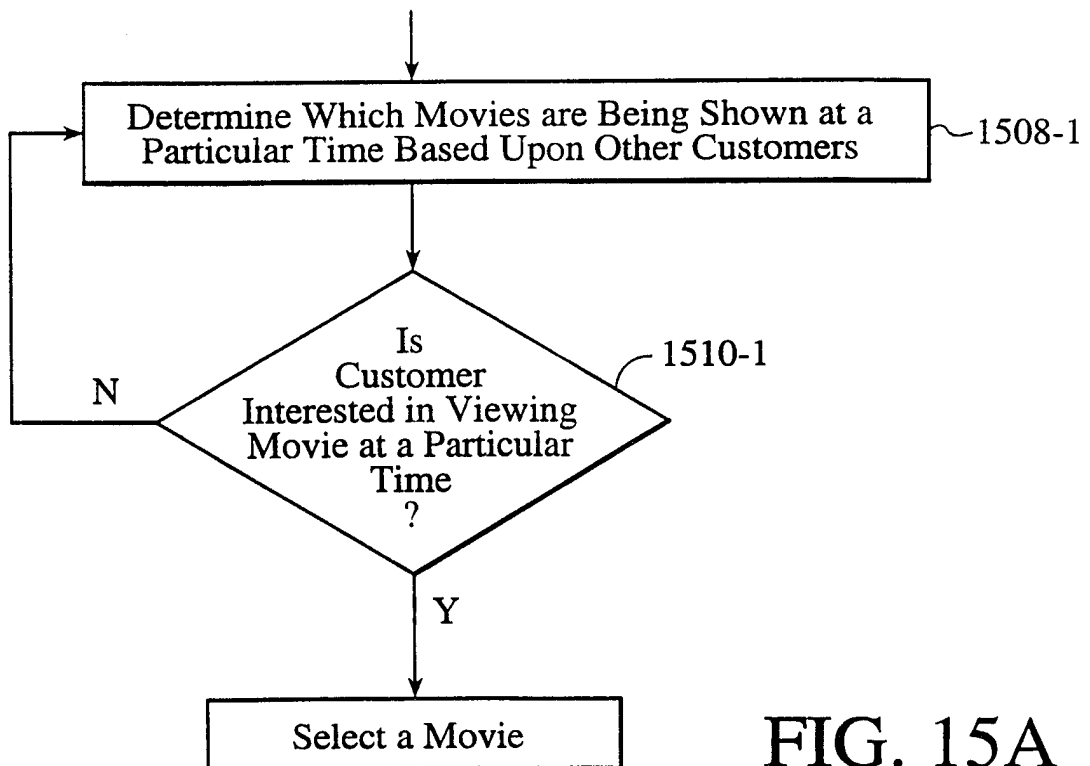 Determine Which Movies are Being Shown at a
Particular Time Based Upon Other Customers
1508-1
Is
Customer
Interested in Viewing
Movie at a Particular
Time
?
1510-1
N
Y
Select a Movie
FIG. 15A